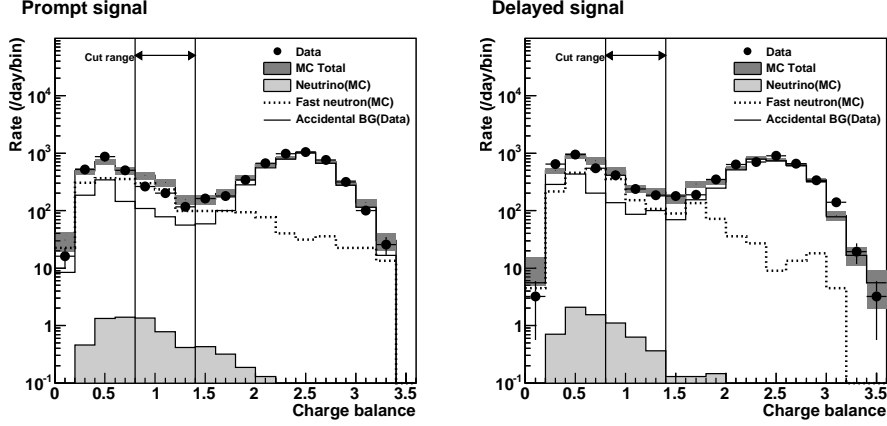 Prompt signal
Rate (/day/bin)
10^4
10^3
10^2
10
1
10^-1
Cut range
Data
MC Total
Neutrino(MC)
Fast neutron(MC)
Accidental BG(Data)
0 0.5 1 1.5 2 2.5 3 3.5
Charge balance
Delayed signal
Rate (/day/bin)
10^4
10^3
10^2
10
1
10^-1
Cut range
Data
MC Total
Neutrino(MC)
Fast neutron(MC)
Accidental BG(Data)
0 0.5 1 1.5 2 2.5 3 3.5
Charge balance